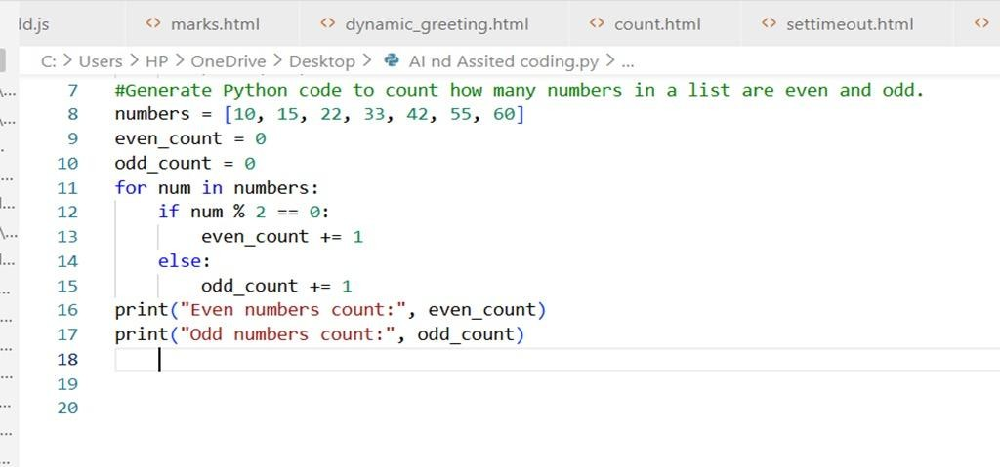 ld.js <> marks.html <> dynamic_greeting.html <> count.html <> settimeout.html <>
C: > Users > HP > OneDrive > Desktop > AI nd Assited coding.py > ...
7 #Generate Python code to count how many numbers in a list are even and odd.
8 numbers = [10, 15, 22, 33, 42, 55, 60]
9 even_count = 0
10 odd_count = 0
11 for num in numbers:
12     if num % 2 == 0:
13         even_count += 1
14     else:
15         odd_count += 1
16 print("Even numbers count:", even_count)
17 print("Odd numbers count:", odd_count)
18
19
20